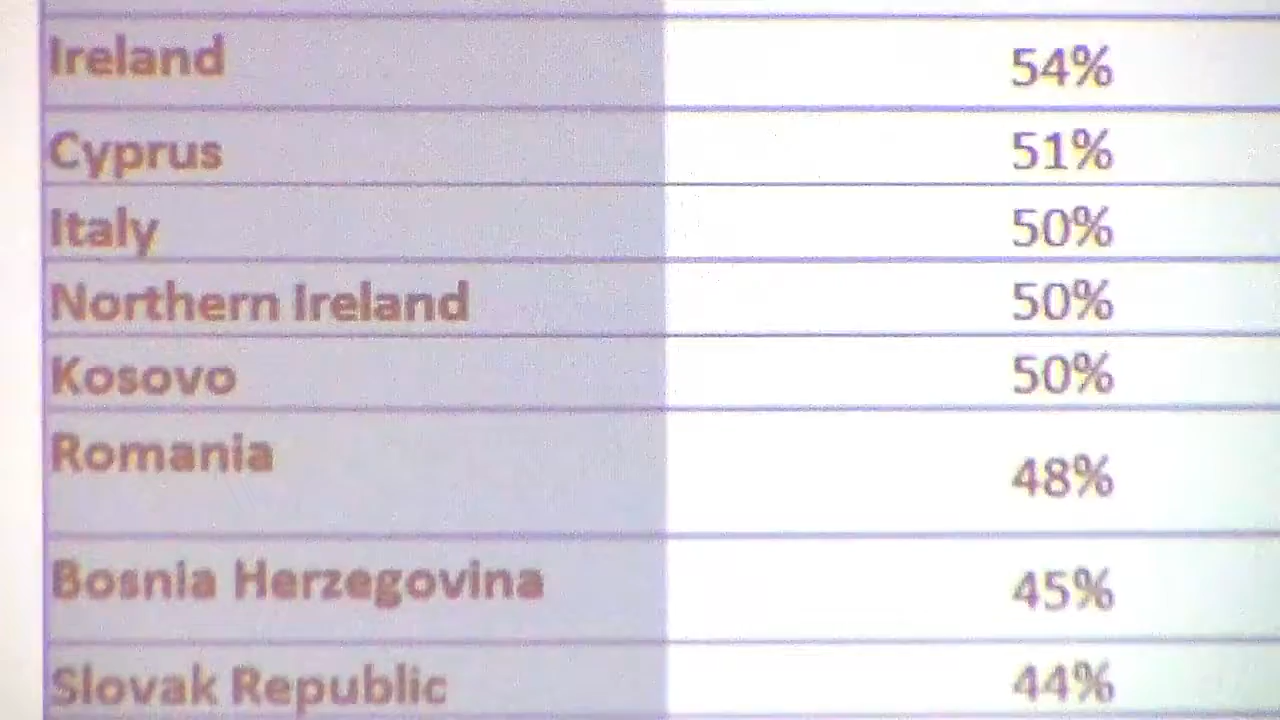 Ireland 54%
Cyprus 51%
Italy 50%
Northern Ireland 50%
Kosovo 50%
Romania 48%
Bosnia Herzegovina 45%
Slovak Republic 44%